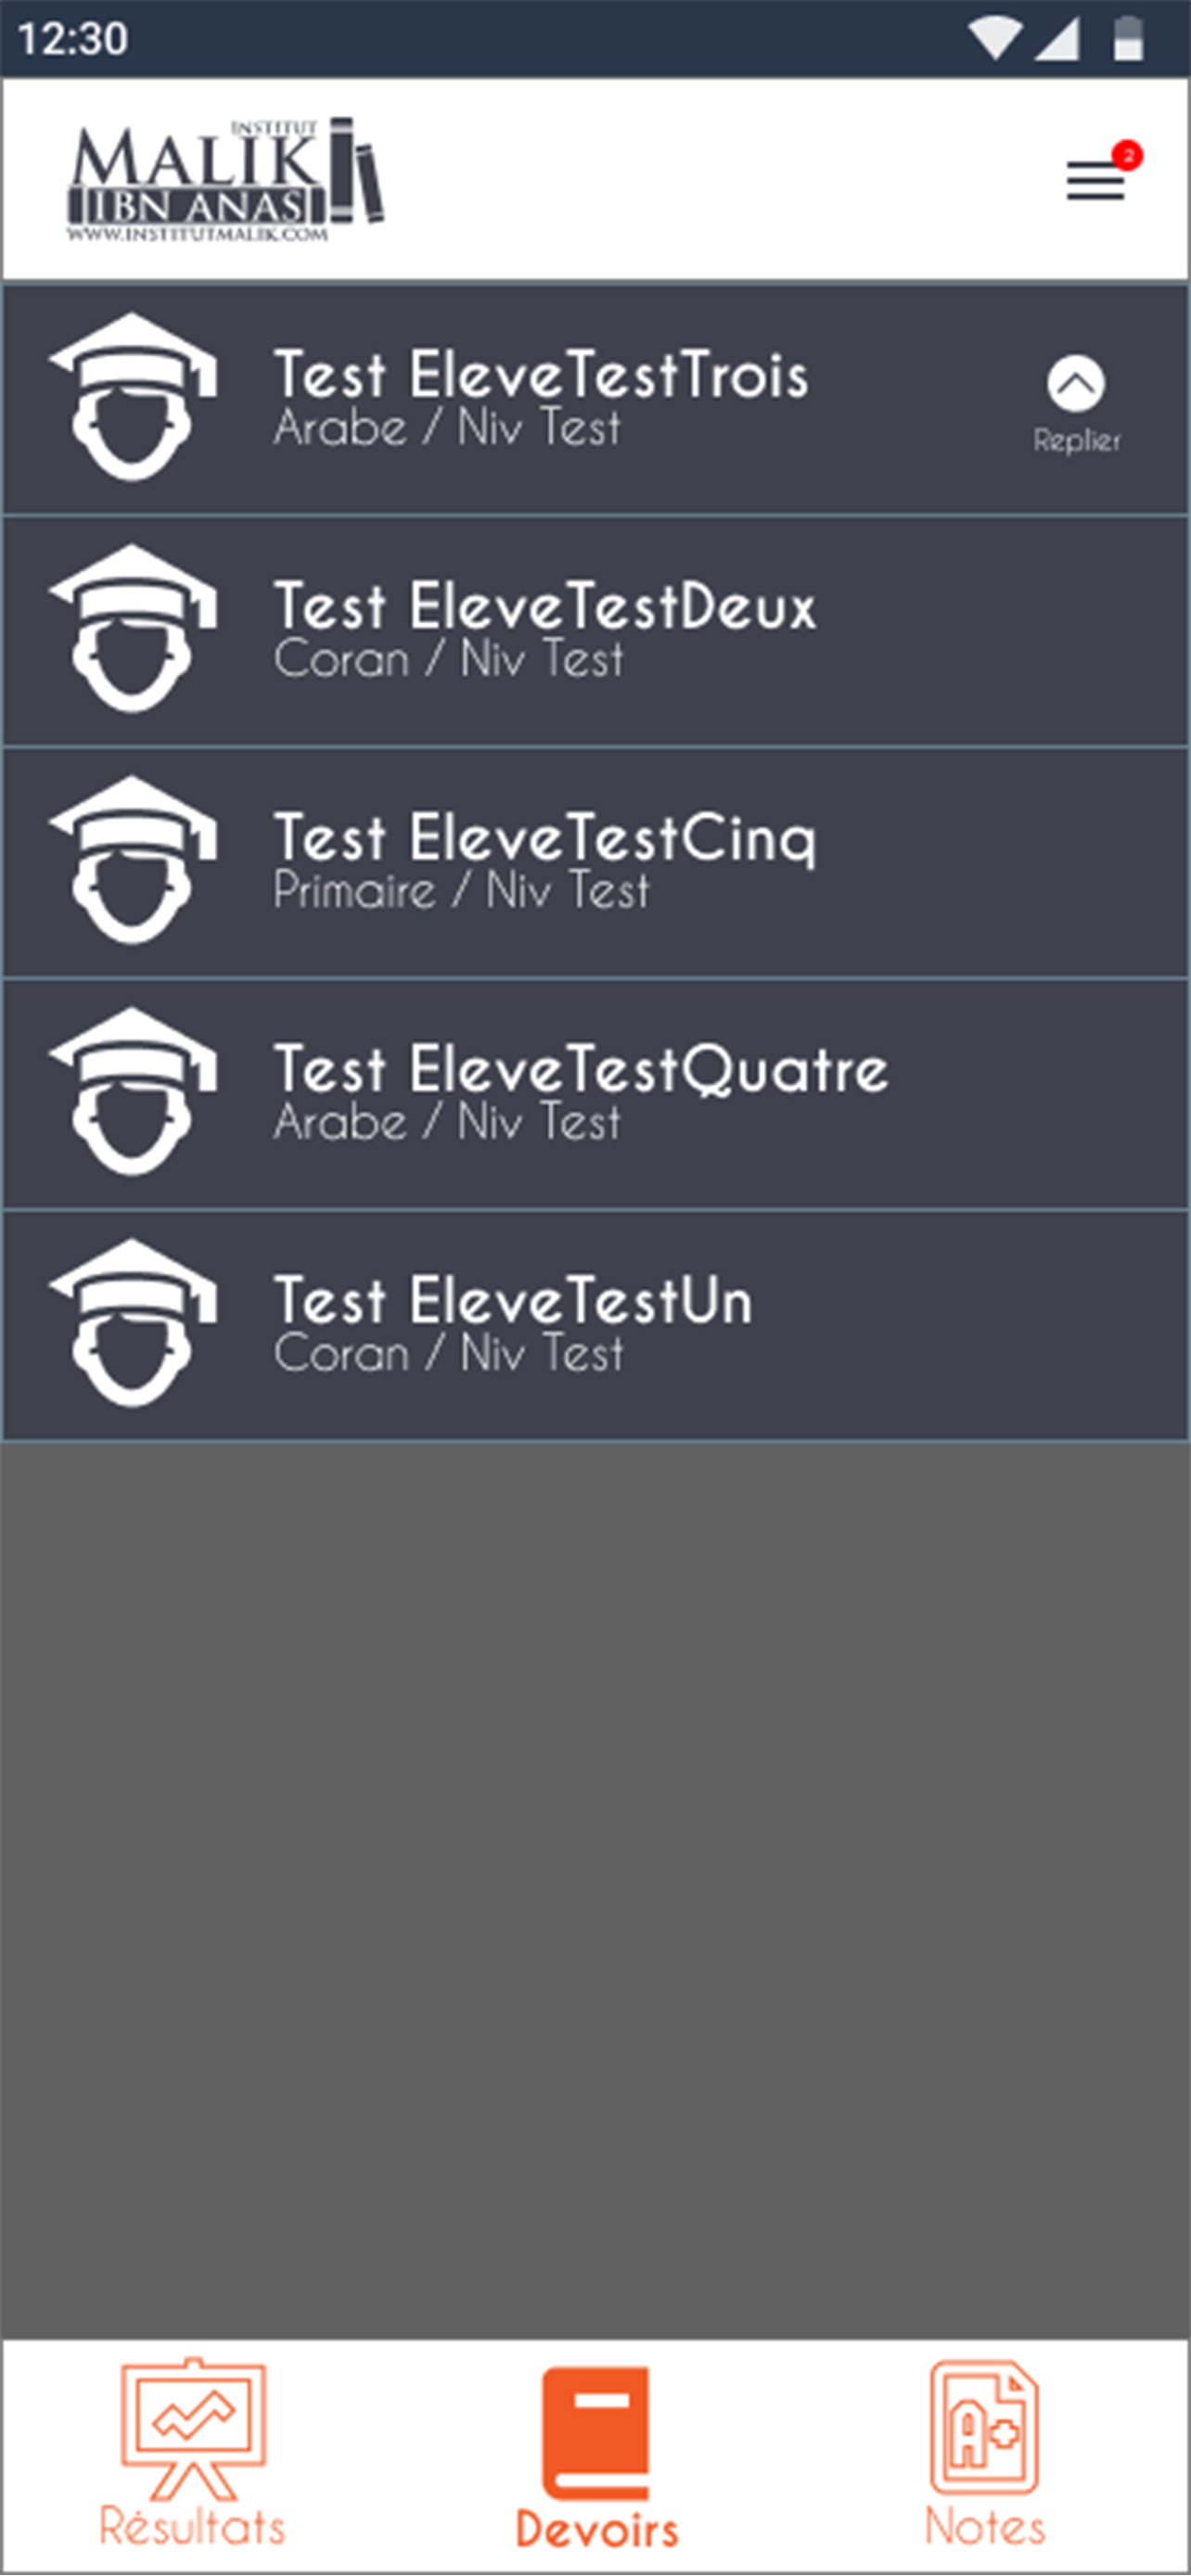 12:30
INSTITUT
MALIK
IBN ANAS
WWW.INSTITUTMALIK.COM
2
Test EleveTestTrois
Arabe / Niv Test
Replier
Test EleveTestDeux
Coran / Niv Test
Test EleveTestCinq
Primaire / Niv Test
Test EleveTestQuatre
Arabe / Niv Test
Test EleveTestUn
Coran / Niv Test
A+
Résultats
Devoirs
Notes